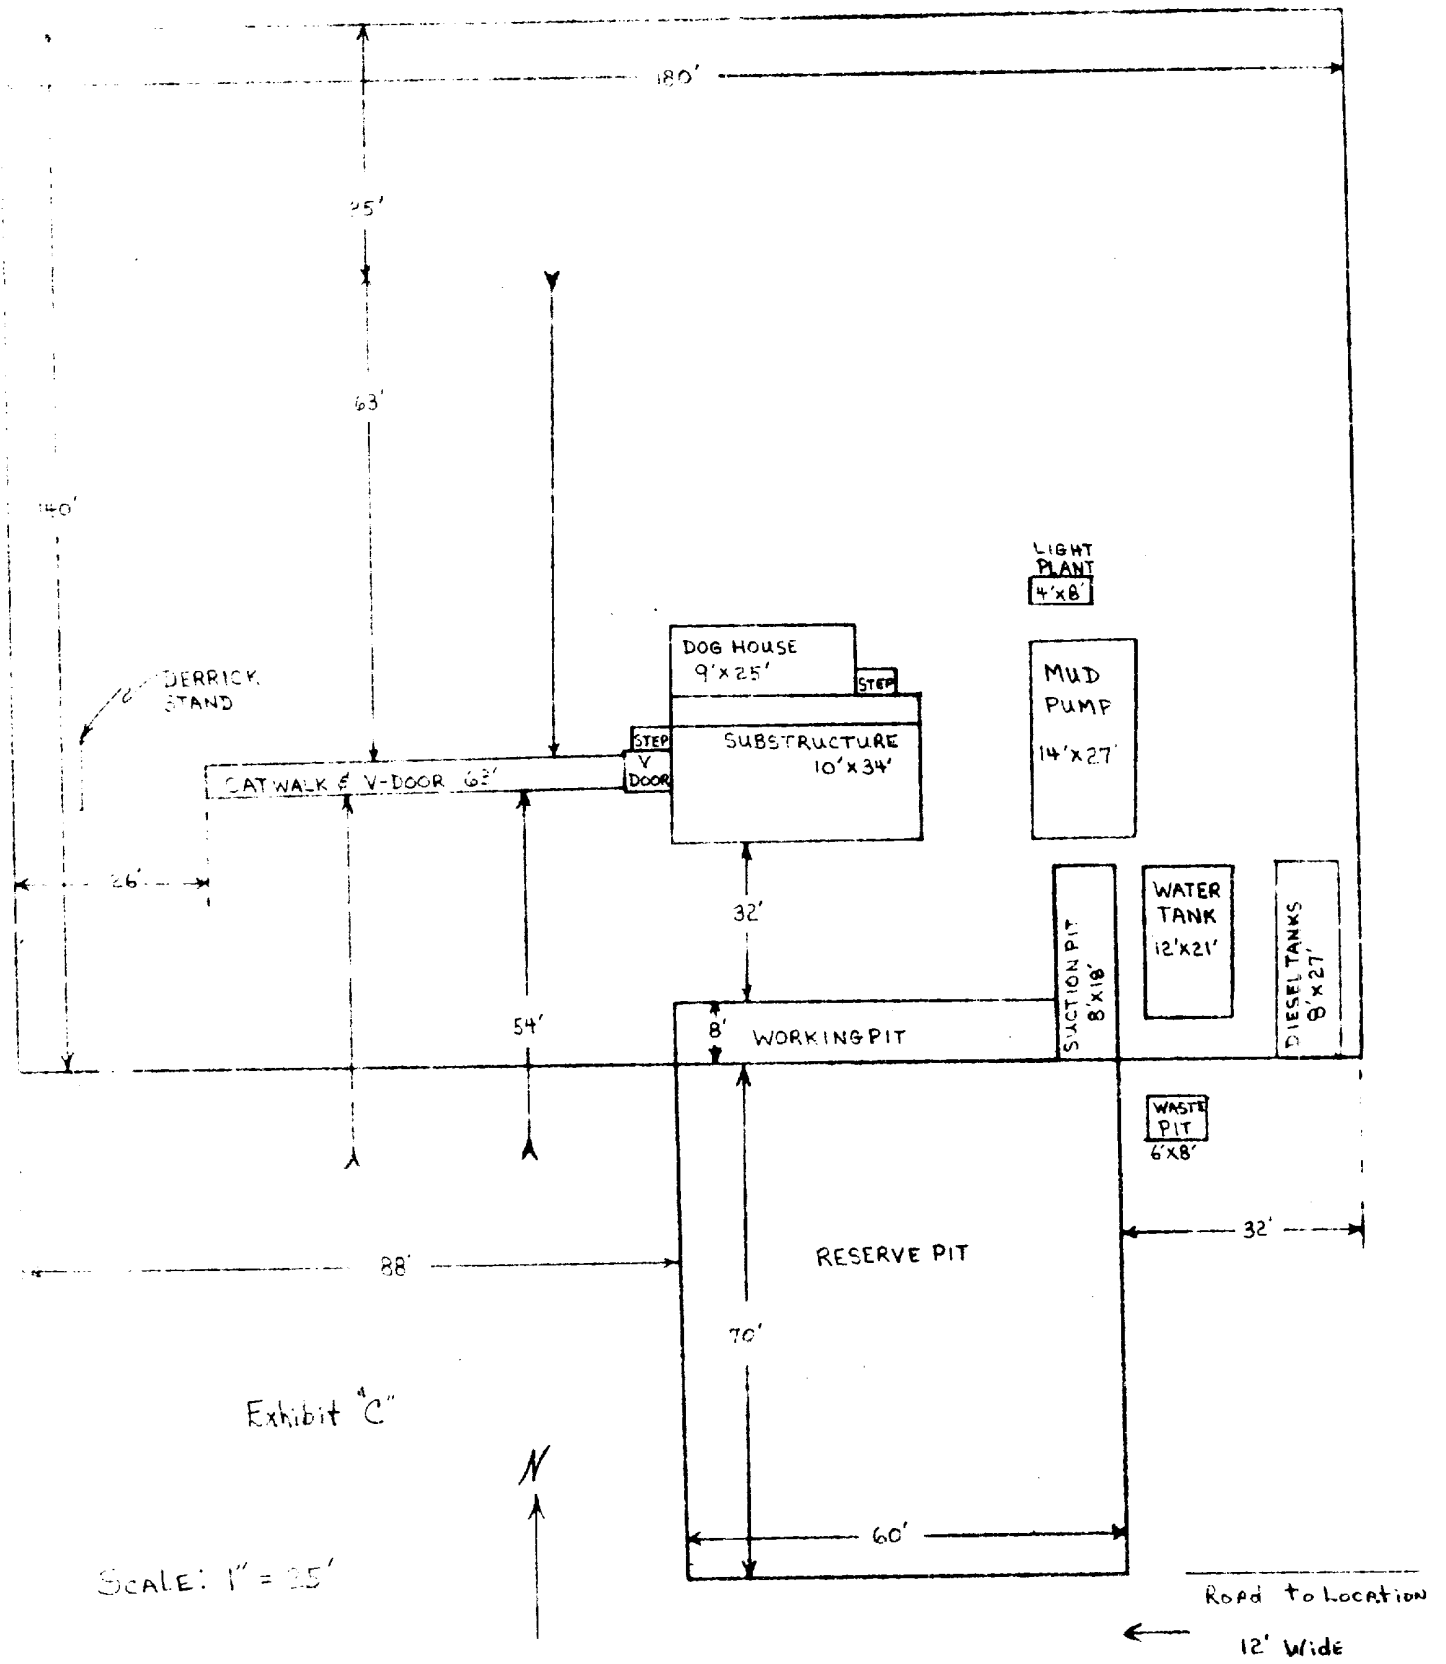 180'
63'
140'
LIGHT
PLANT
4'x8'
DOG HOUSE
9'x25'
STEP
MUD
PUMP
14'x27'
DERRICK
STAND
STEP
V
DOOR
SUBSTRUCTURE
10'x34'
CATWALK & V-DOOR 63'
26'
32'
WATER
TANK
12'x21'
SUCTION PIT
8'x18'
DIESEL TANKS
8'x27'
54'
8'
WORKING PIT
WASTE
PIT
6'x8'
32'
88'
RESERVE PIT
70'
Exhibit "C"
N
60'
SCALE: 1" =
Road to Location
12' Wide